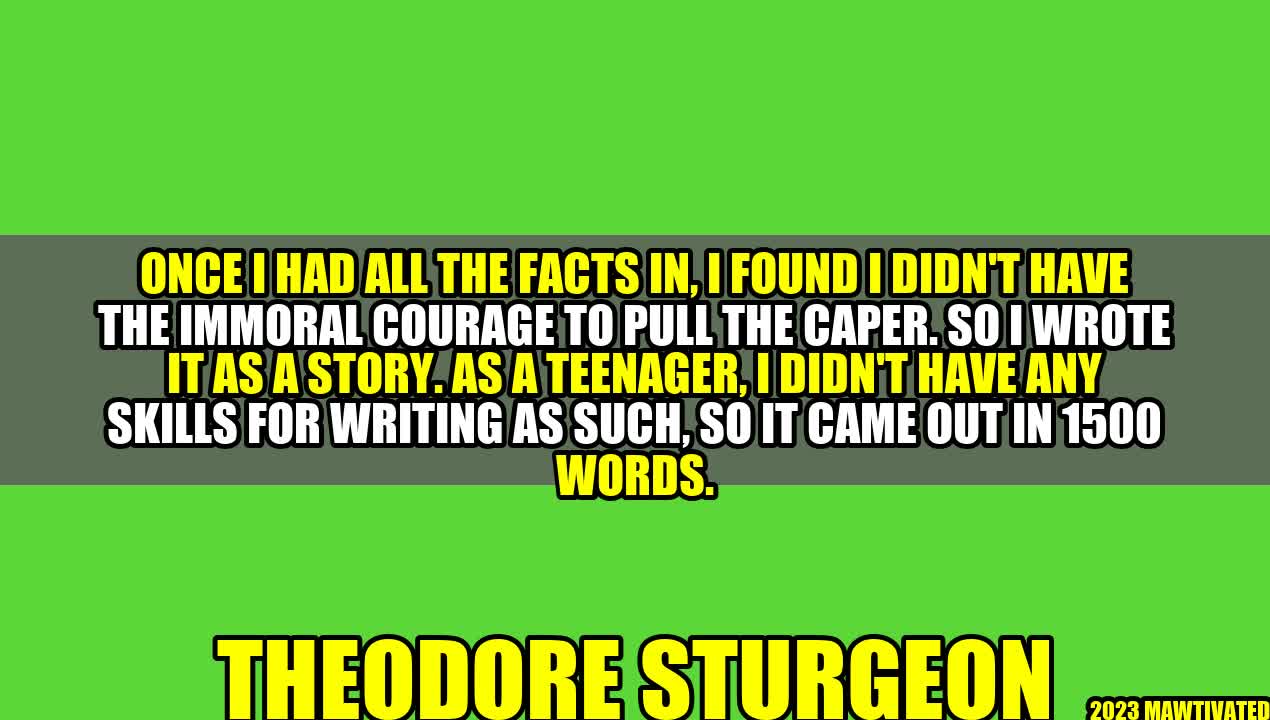 ONCE I HAD ALL THE FACTS IN, I FOUND I DIDN'T HAVE
THE IMMORAL COURAGE TO PULL THE CAPER. SO I WROTE
IT AS A STORY. AS A TEENAGER, I DIDN'T HAVE ANY
SKILLS FOR WRITING AS SUCH, SO IT CAME OUT IN 1500
WORDS.
THEODORE STURGEON
2023 MAWTIVATED